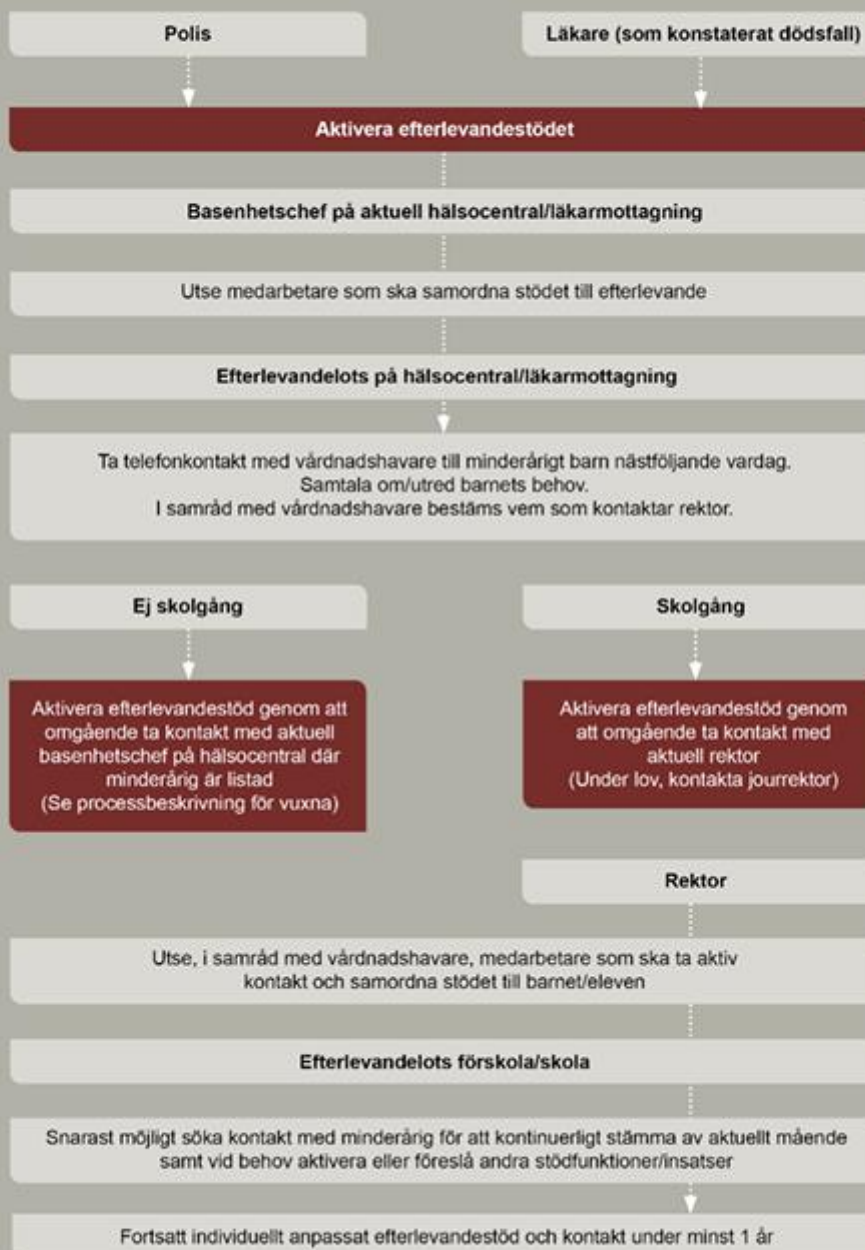 Polis
Läkare (som konstaterat dödsfall)
Aktivera efterlevandestödet
Basenhetschef på aktuell hälsocentral/läkarmottagning
Utse medarbetare som ska samordna stödet till efterlevande
Efterlevandelots på hälsocentral/läkarmottagning
Ta telefonkontakt med vårdnadshavare till minderårigt barn nästföljande vardag.
Samtala om/utred barnets behov.
I samråd med vårdnadshavare bestäms vem som kontaktar rektor.
Ej skolgång
Aktivera efterlevandestöd genom att
omgående ta kontakt med aktuell
basenhetschef på hälsocentral där
minderårig är listad
(Se processbeskrivning för vuxna)
Skolgång
Aktivera efterlevandestöd genom
att omgående ta kontakt med
aktuell rektor
(Under lov, kontakta jourrektor)
Rektor
Utse, i samråd med vårdnadshavare, medarbetare som ska ta aktiv
kontakt och samordna stödet till barnet/eleven
Efterlevandelots förskola/skola
Snarast möjligt söka kontakt med minderårig för att kontinuerligt stämma av aktuellt mående
samt vid behov aktivera eller föreslå andra stödfunktioner/insatser
Fortsatt individuellt anpassat efterlevandestöd och kontakt under minst 1 år